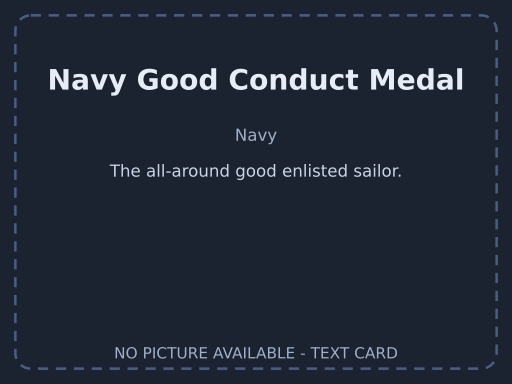 Navy Good Conduct Medal
Navy
The all-around good enlisted sailor.
NO PICTURE AVAILABLE - TEXT CARD